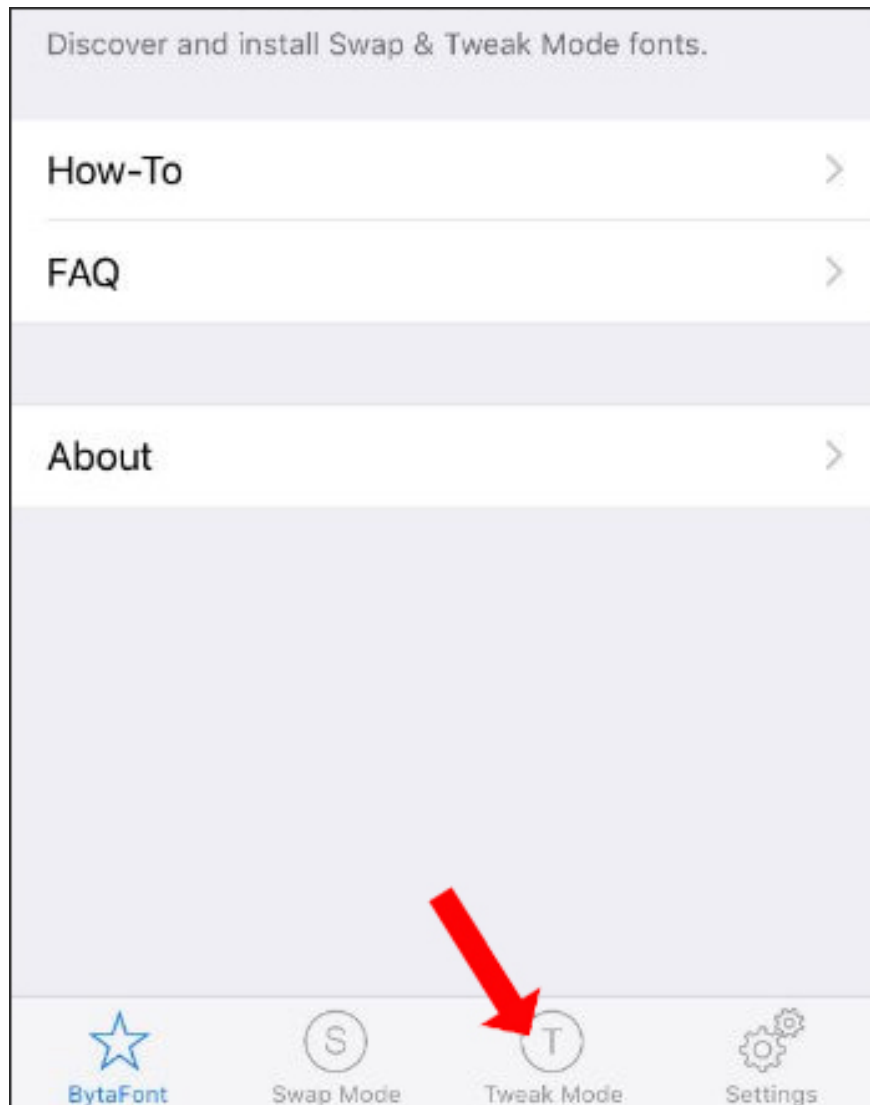 Discover and install Swap & Tweak Mode fonts.
How-To
FAQ
About
S
T
BytaFont
Swap Mode
Tweak Mode
Settings